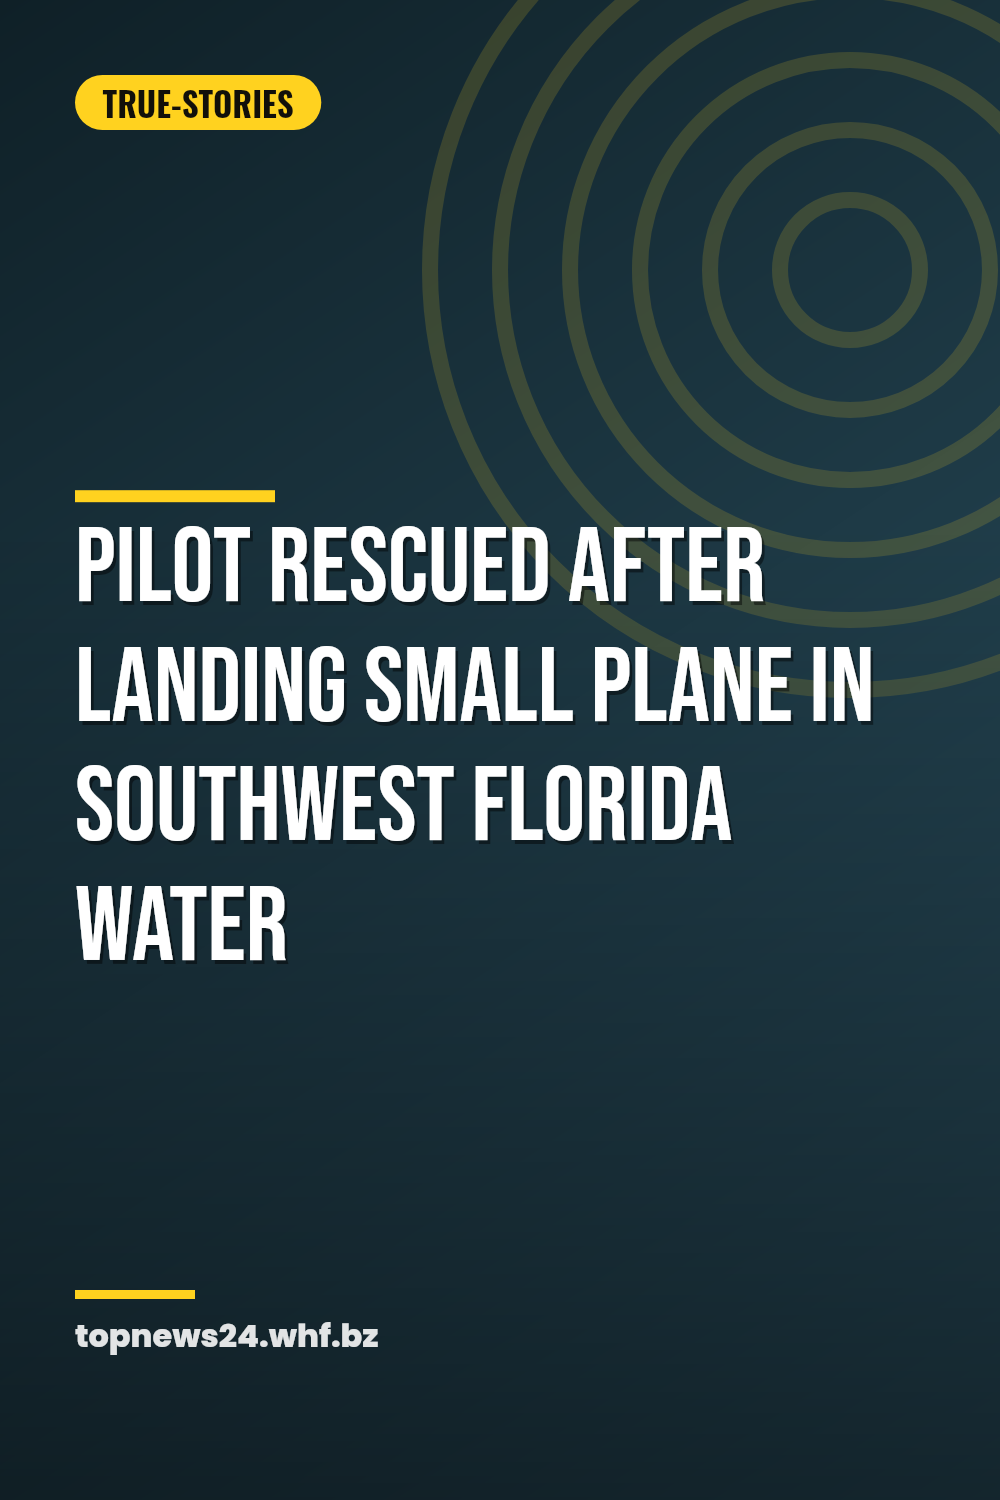 TRUE-STORIES
PILOT RESCUED AFTER
LANDING SMALL PLANE IN
SOUTHWEST FLORIDA
WATER
topnews24.whf.bz